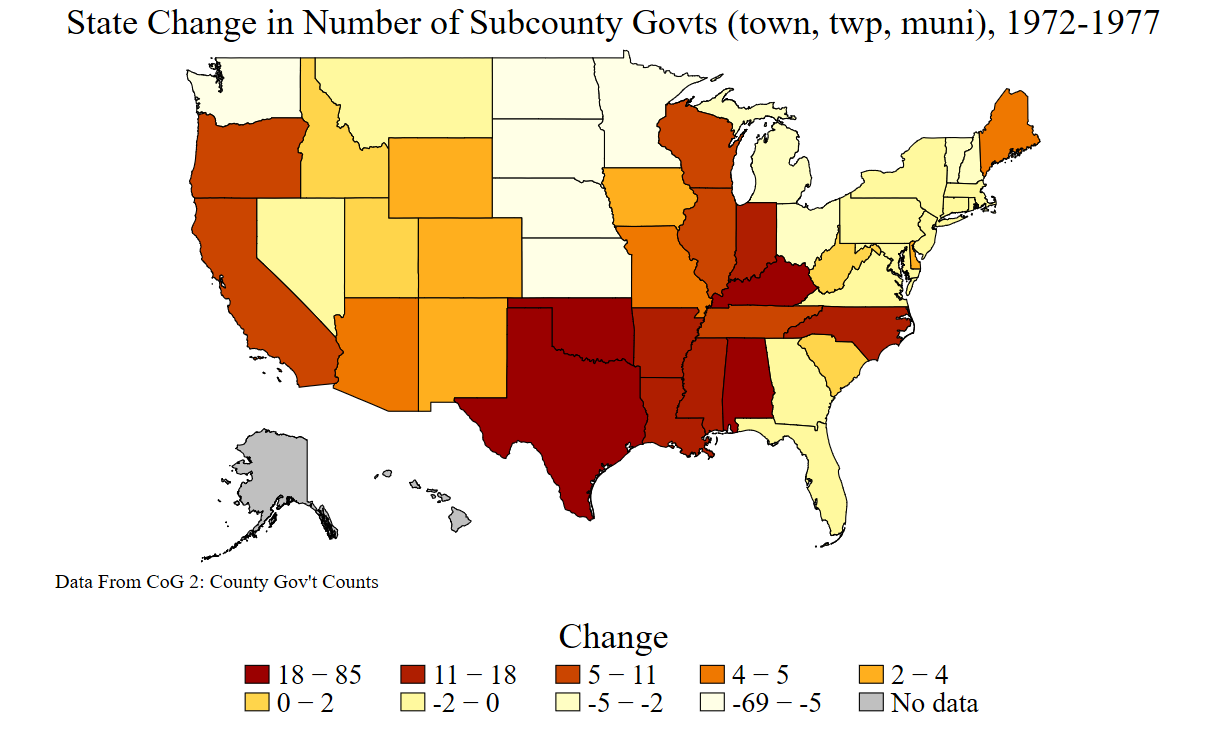 State Change in Number of Subcounty Govts (town, twp, muni), 1972-1977
Data From CoG 2: County Gov't Counts
Change
18 − 85 11 − 18 5 − 11 4 − 5 2 − 4
0 − 2 -2 − 0 -5 − -2 -69 − -5 No data